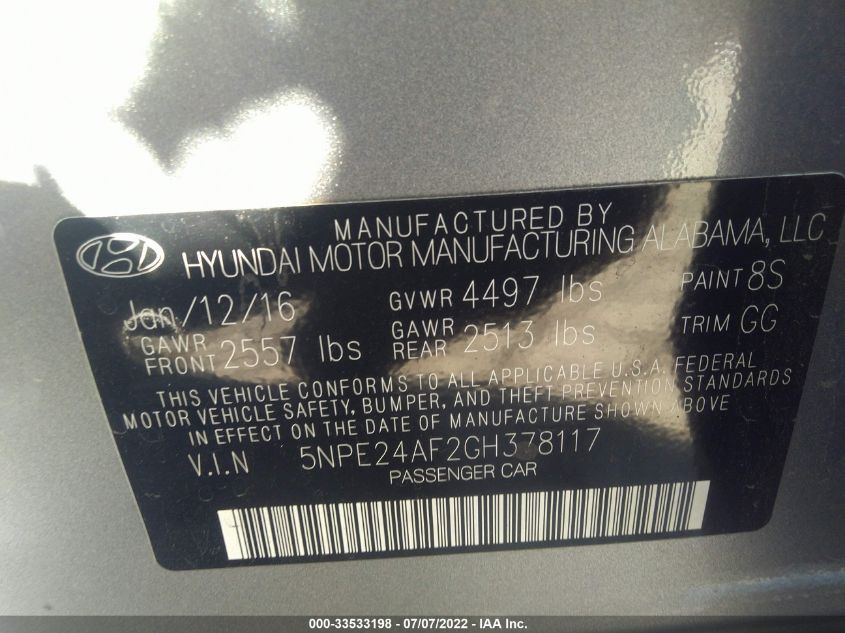 MANUFACTURED BY
HYUNDAI MOTOR MANUFACTURING ALABAMA, LLC
Jan/12/16 GVWR 4497 lbs PAINT 8S
GAWR FRONT 2557 lbs GAWR REAR 2513 lbs TRIM GG
THIS VEHICLE CONFORMS TO ALL APPLICABLE U.S.A. FEDERAL
MOTOR VEHICLE SAFETY, BUMPER, AND THEFT PREVENTION STANDARDS
IN EFFECT ON THE DATE OF MANUFACTURE SHOWN ABOVE
V.I.N 5NPE24AF2GH378117
PASSENGER CAR
000-33533198 - 07/07/2022 - IAA Inc.